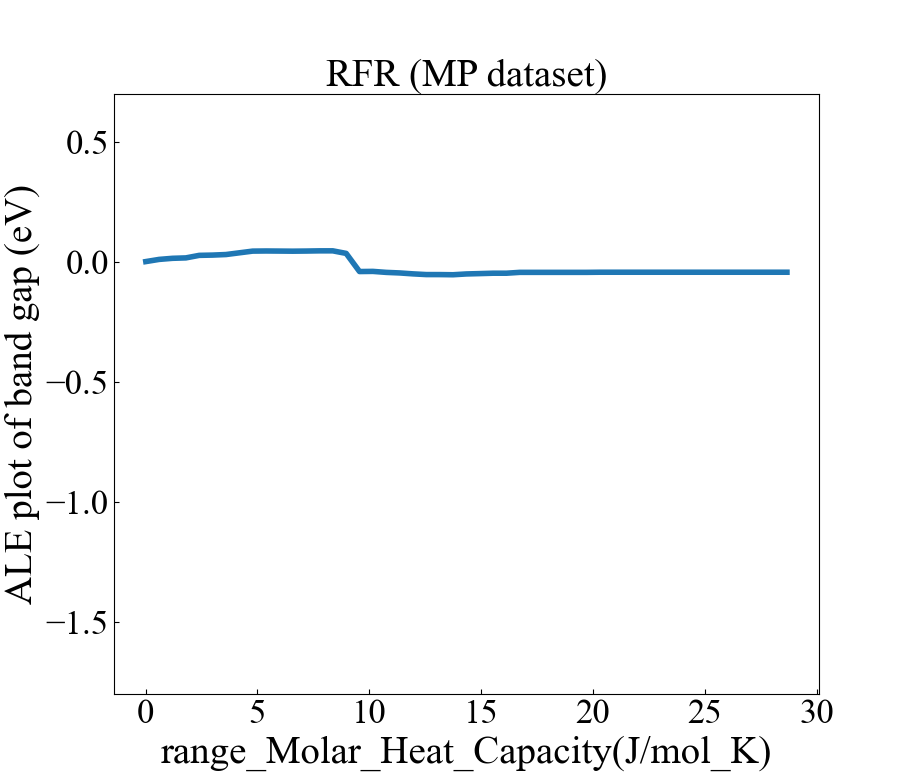 RFR (MP dataset)
ALE plot of band gap (eV)
0.5
0.0
−0.5
−1.0
−1.5
0 5 10 15 20 25 30
range_Molar_Heat_Capacity(J/mol_K)